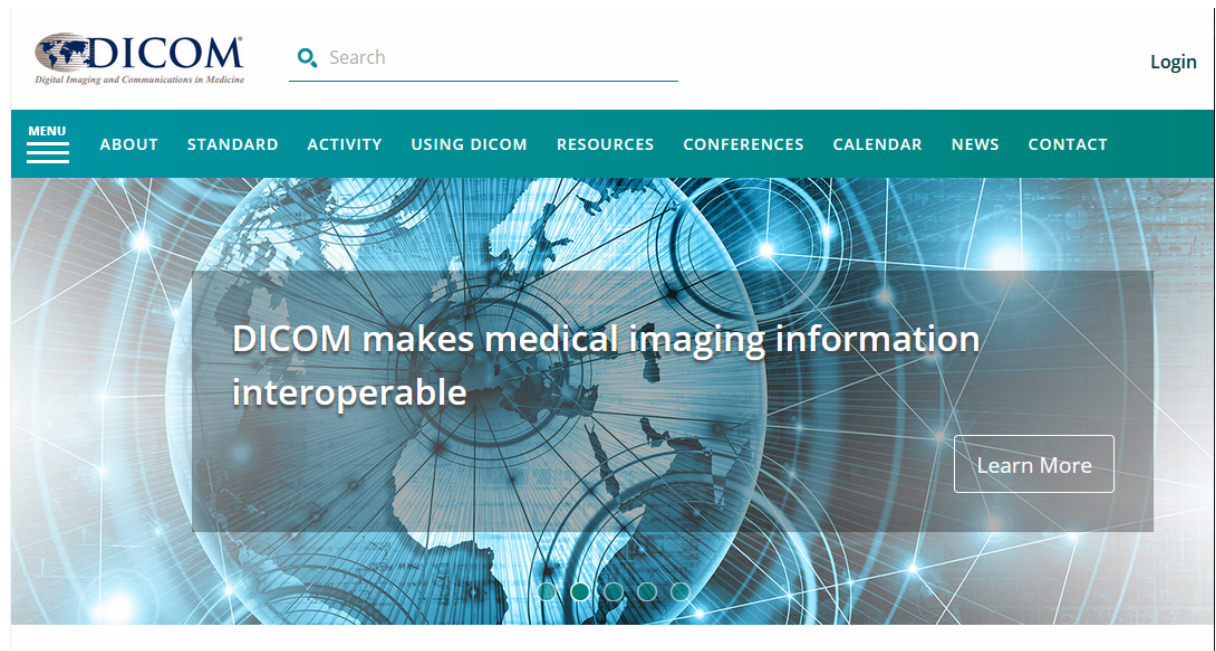 DICOM®
Digital Imaging and Communications in Medicine
Search
Login
MENU
ABOUT STANDARD ACTIVITY USING DICOM RESOURCES CONFERENCES CALENDAR NEWS CONTACT
DICOM makes medical imaging information
interoperable
Learn More